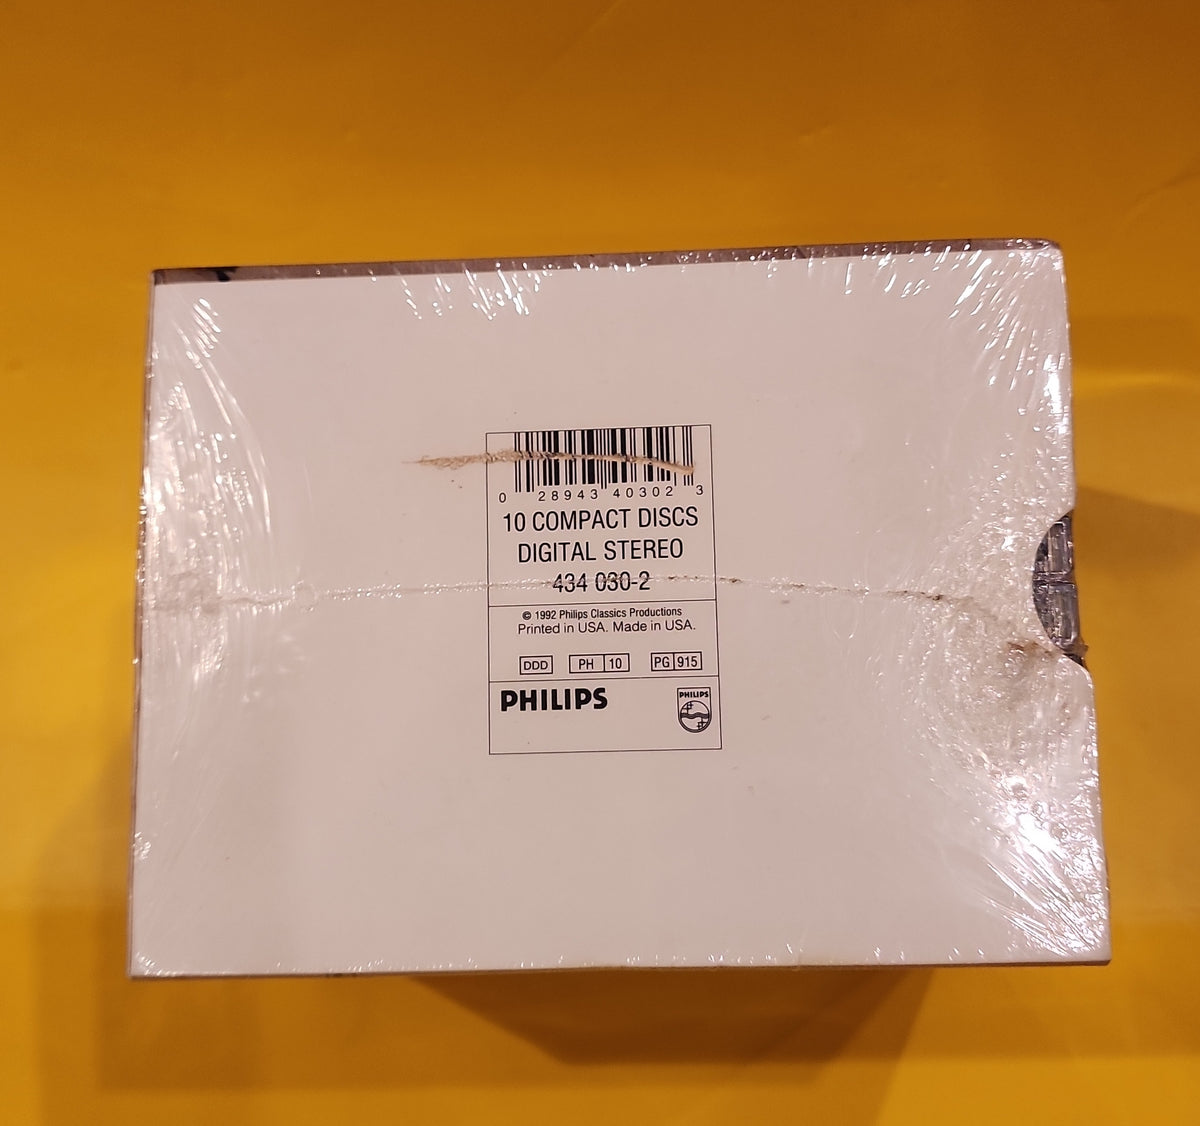 0 28943 40302 3
10 COMPACT DISCS
DIGITAL STEREO
434 030-2
© 1992 Philips Classics Productions
Printed in USA. Made in USA.
DDD PH 10 PG 915
PHILIPS PHILIPS